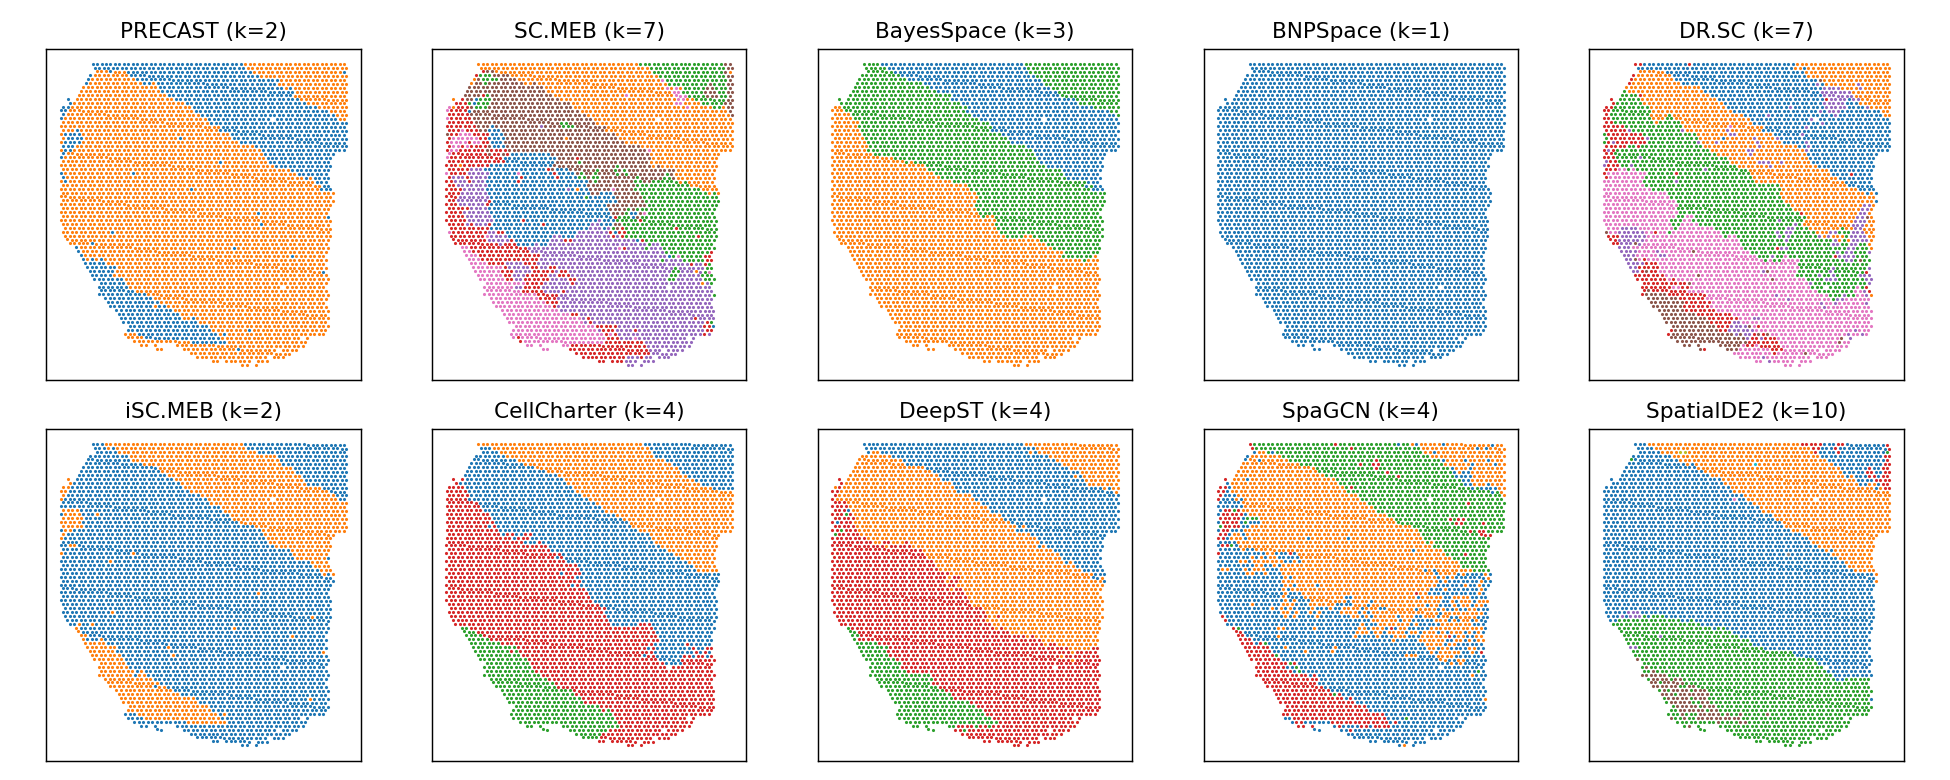 PRECAST (k=2)
SC.MEB (k=7)
BayesSpace (k=3)
BNPSpace (k=1)
DR.SC (k=7)
iSC.MEB (k=2)
CellCharter (k=4)
DeepST (k=4)
SpaGCN (k=4)
SpatialDE2 (k=10)